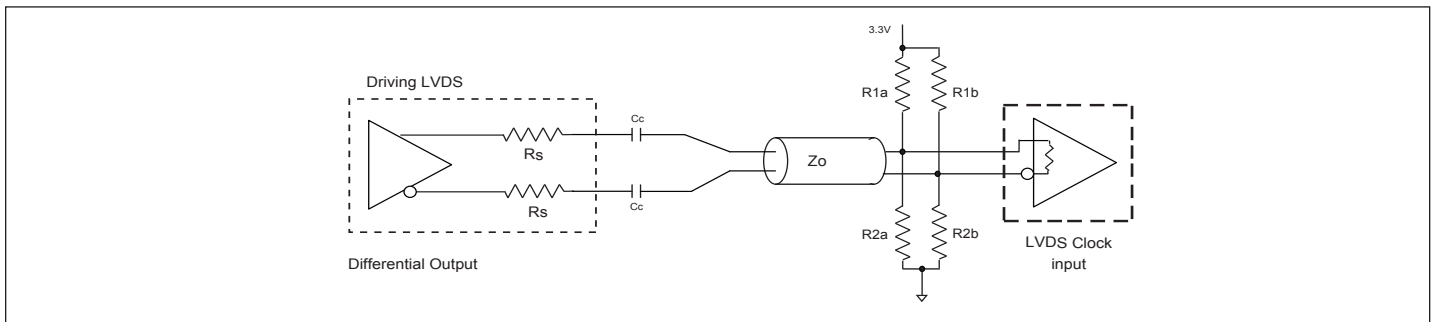 3.3V
Driving LVDS
R1a
R1b
Cc
Rs
Zo
Rs
Cc
R2a
R2b
LVDS Clock
input
Differential Output